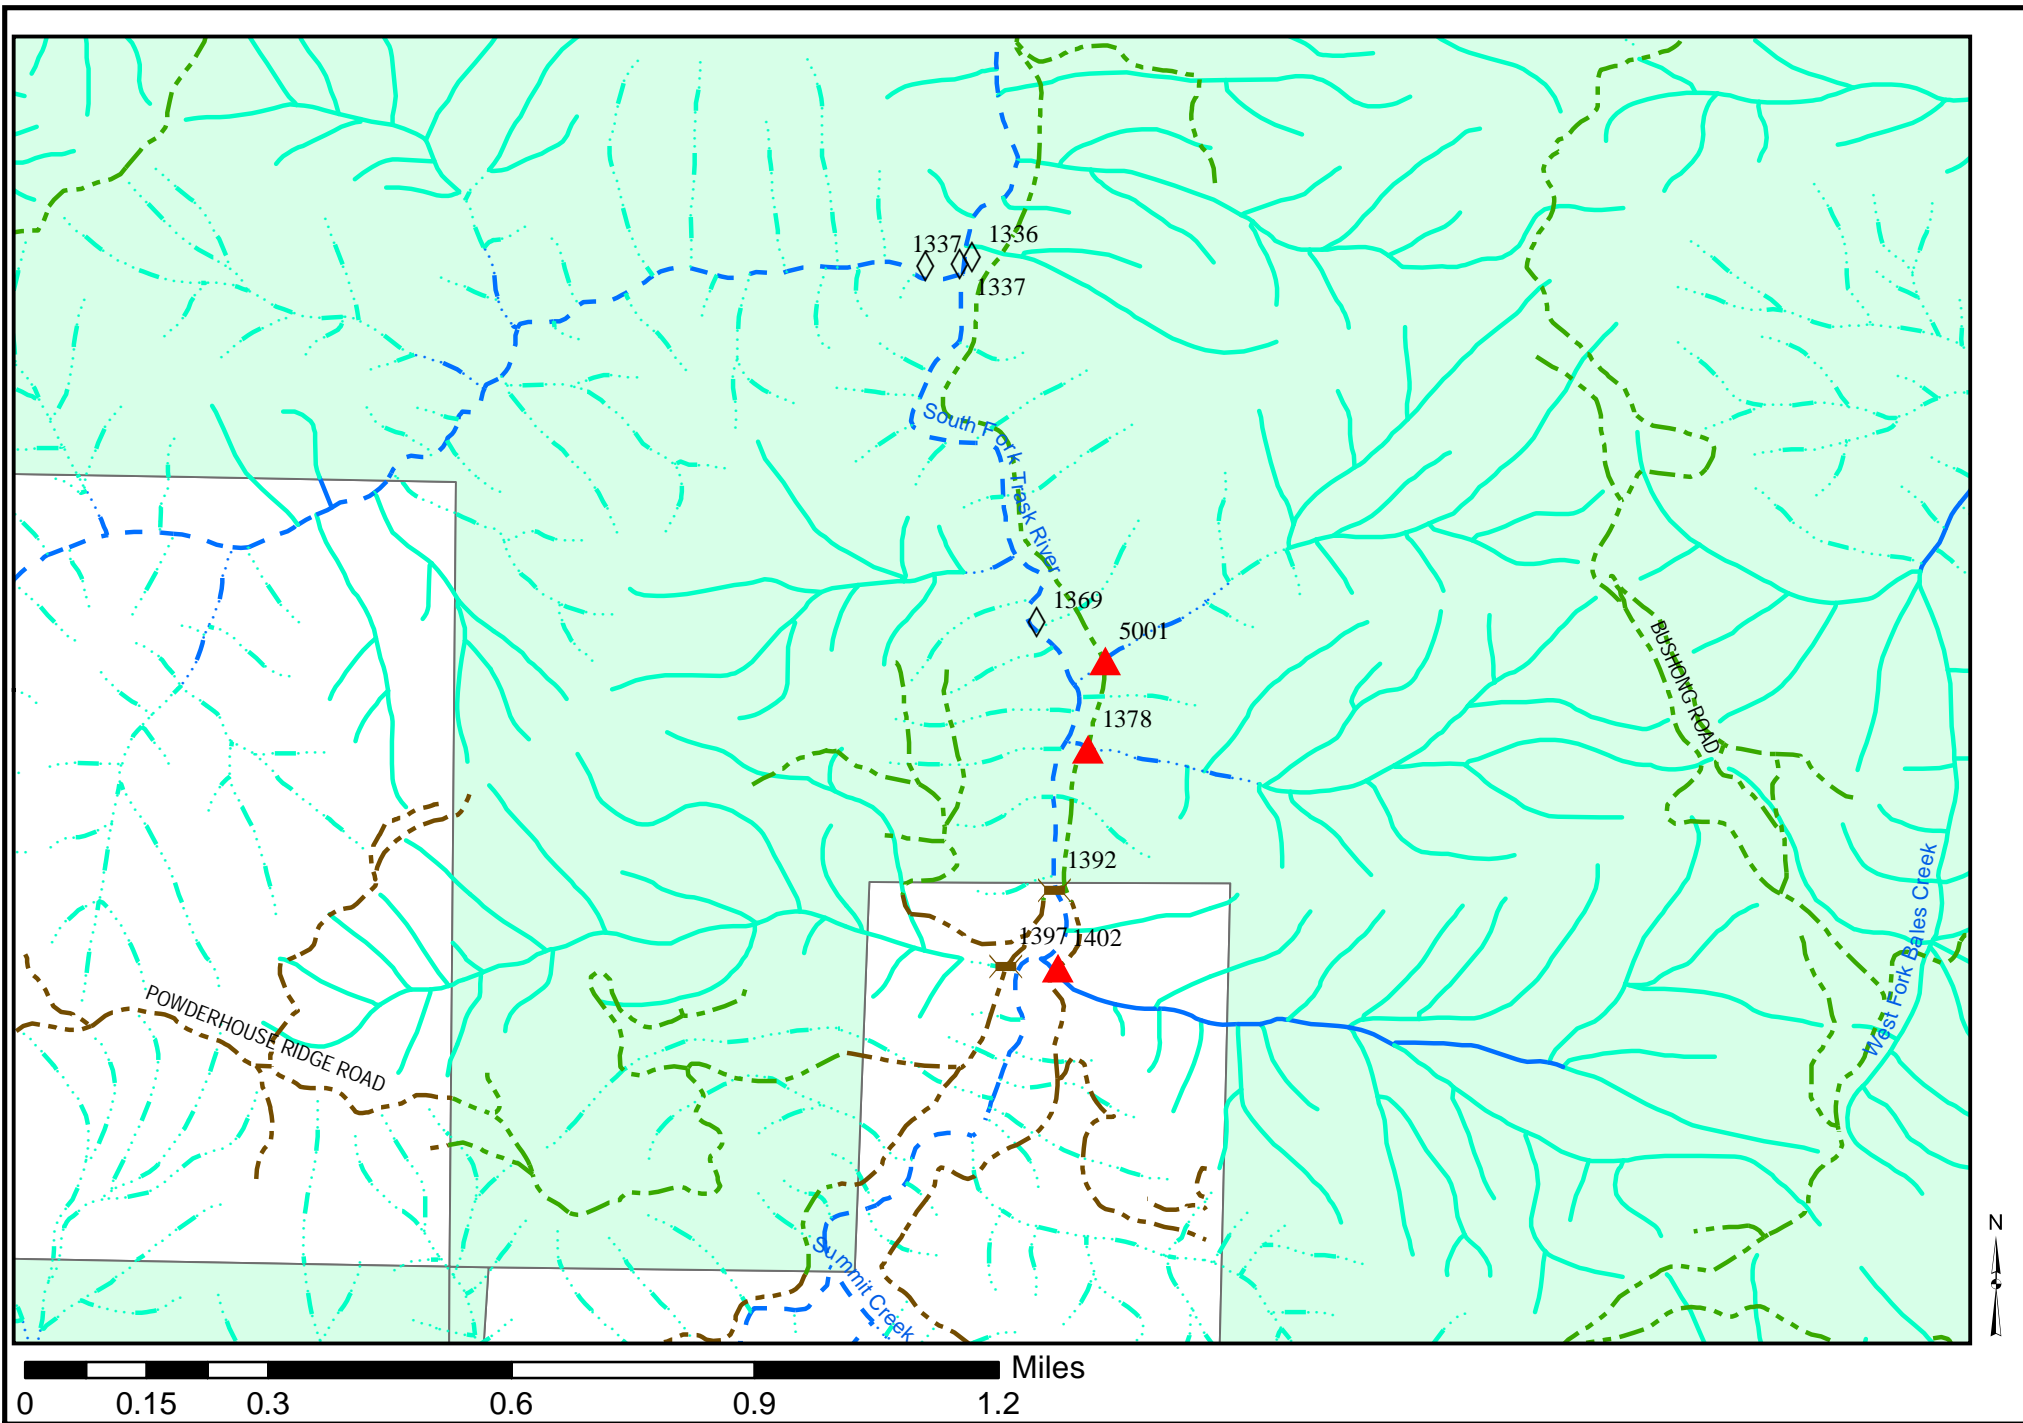 1336
1337
1337
South Fork Trask River
1369
5001
BUSHONG ROAD
1378
1392
West Fork Bales Creek
1397
1402
POWDERHOUSE RIDGE ROAD
Summit Creek
N
Miles
0 0.15 0.3 0.6 0.9 1.2